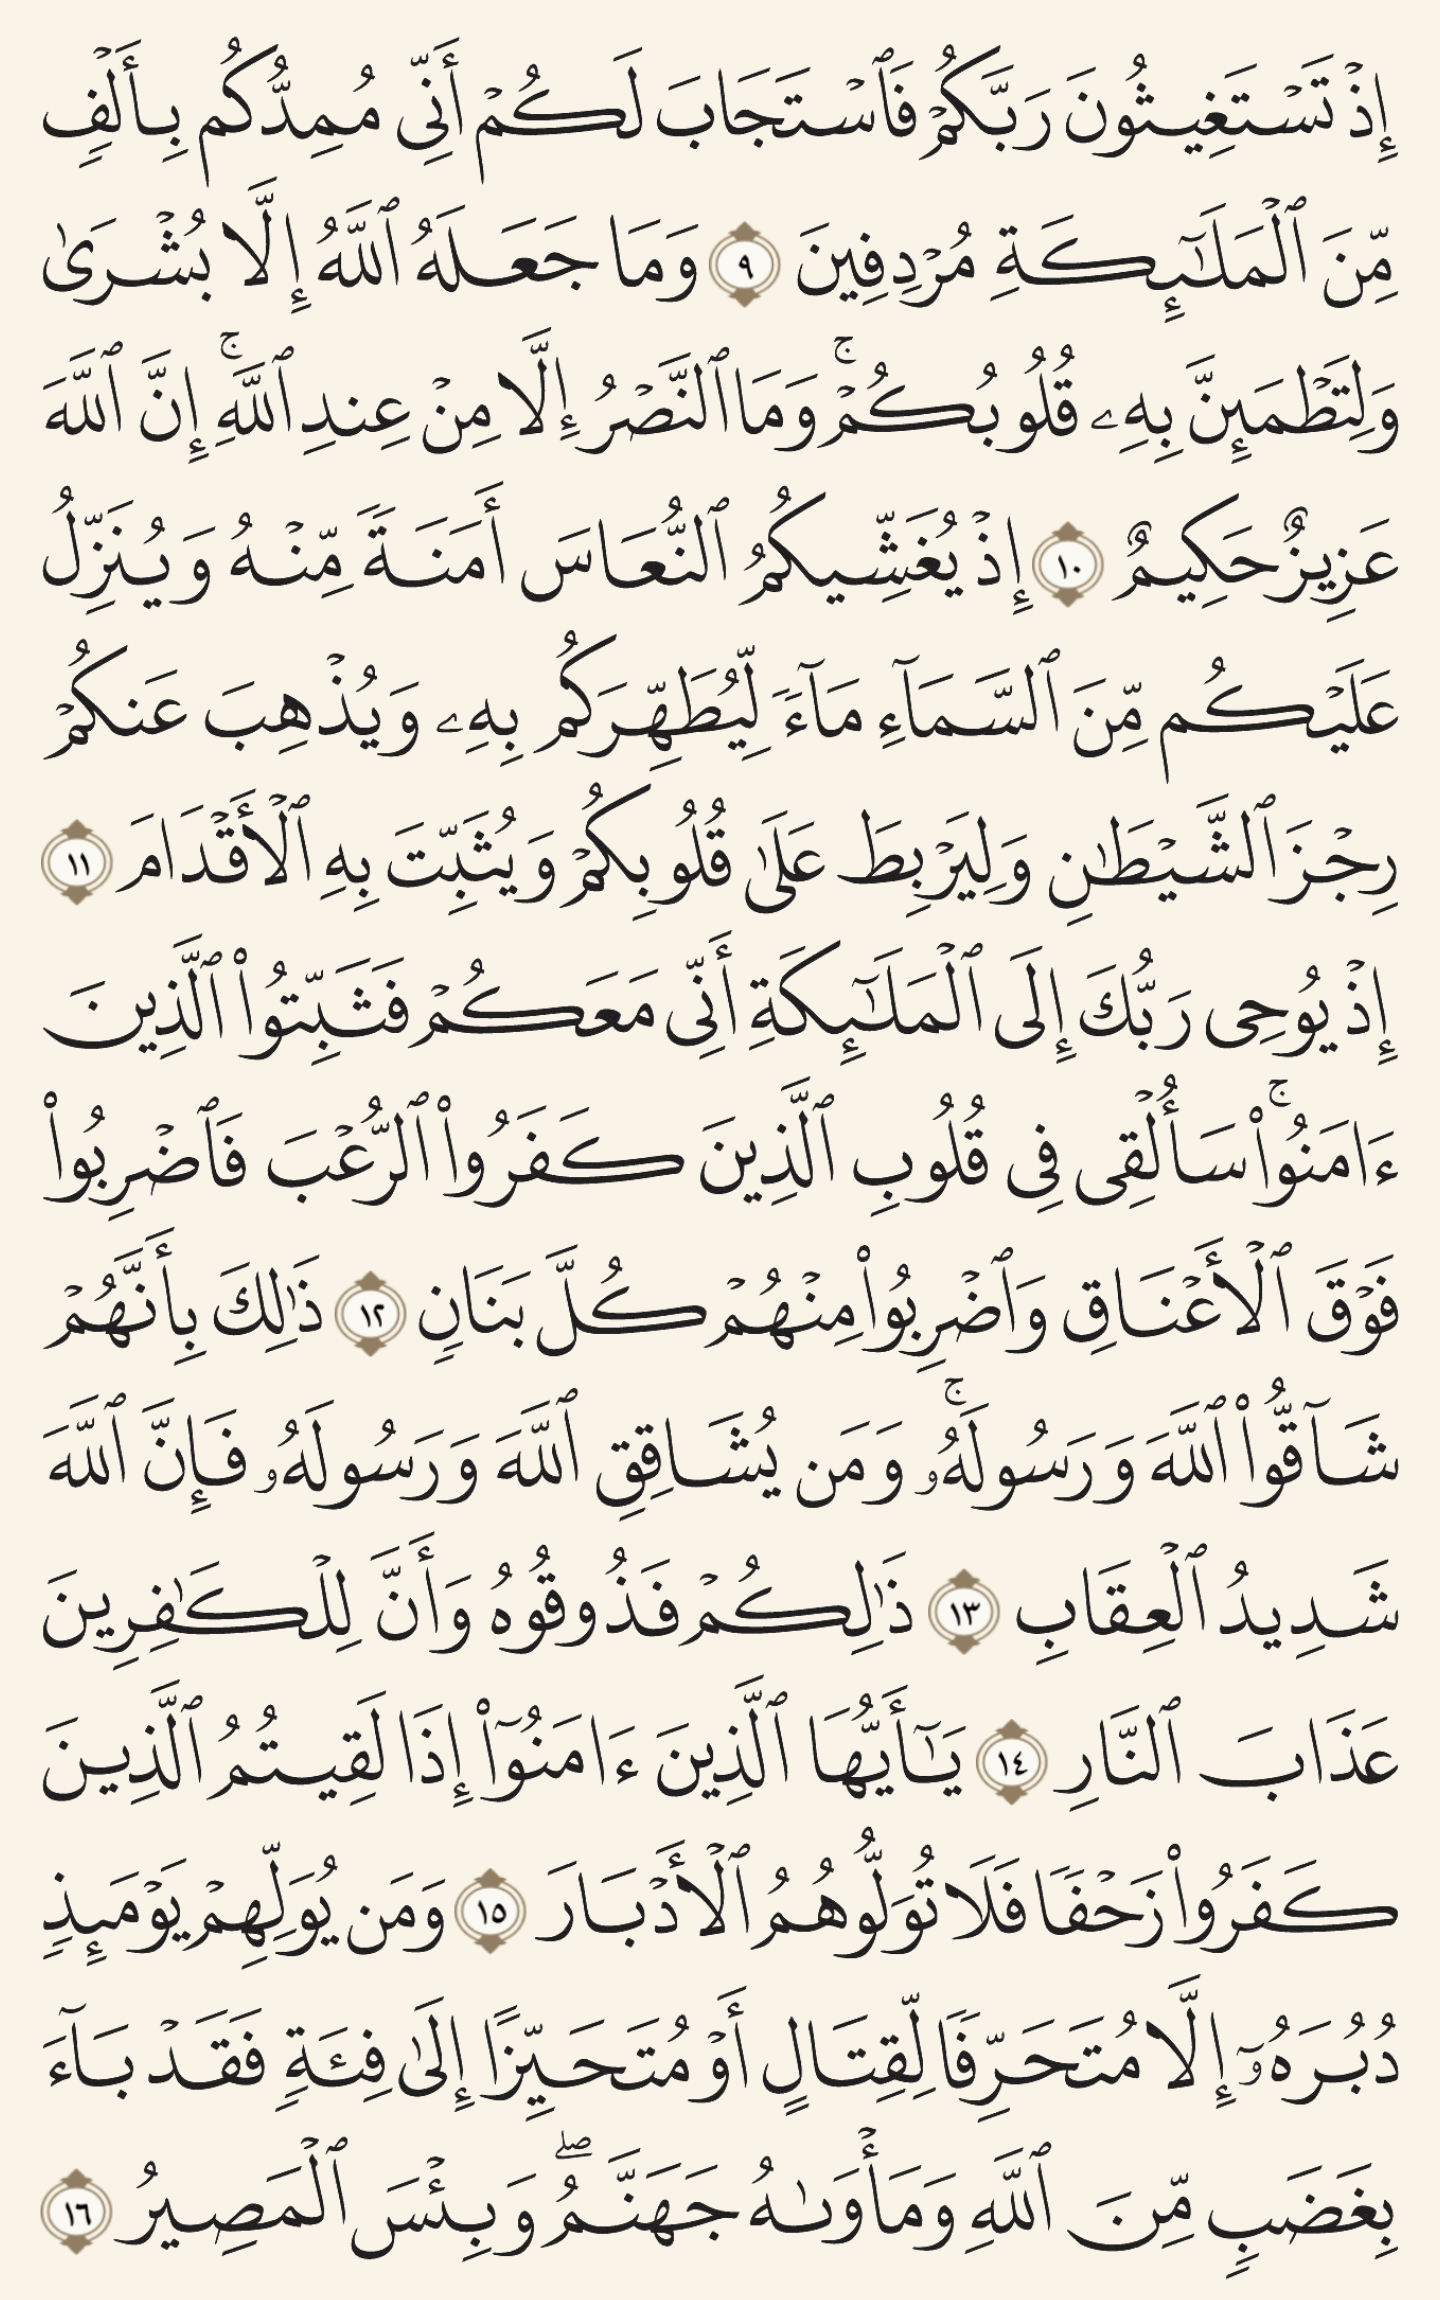 إِذۡ تَسۡتَغِيثُونَ رَبَّكُمۡ فَٱسۡتَجَابَ لَكُمۡ أَنِّي مُمِدُّكُم بِأَلۡفٖ
مِّنَ ٱلۡمَلَـٰٓئِكَةِ مُرۡدِفِينَ ٩ وَمَا جَعَلَهُ ٱللَّهُ إِلَّا بُشۡرَىٰ
وَلِتَطۡمَئِنَّ بِهِۦ قُلُوبُكُمۡۚ وَمَا ٱلنَّصۡرُ إِلَّا مِنۡ عِندِ ٱللَّهِۚ إِنَّ ٱللَّهَ
عَزِيزٌ حَكِيمٌ ١٠ إِذۡ يُغَشِّيكُمُ ٱلنُّعَاسَ أَمَنَةٗ مِّنۡهُ وَيُنَزِّلُ
عَلَيۡكُم مِّنَ ٱلسَّمَآءِ مَآءٗ لِّيُطَهِّرَكُم بِهِۦ وَيُذۡهِبَ عَنكُمۡ
رِجۡزَ ٱلشَّيۡطَٰنِ وَلِيَرۡبِطَ عَلَىٰ قُلُوبِكُمۡ وَيُثَبِّتَ بِهِ ٱلۡأَقۡدَامَ ١١
إِذۡ يُوحِي رَبُّكَ إِلَى ٱلۡمَلَـٰٓئِكَةِ أَنِّي مَعَكُمۡ فَثَبِّتُواْ ٱلَّذِينَ
ءَامَنُواْۚ سَأُلۡقِي فِي قُلُوبِ ٱلَّذِينَ كَفَرُواْ ٱلرُّعۡبَ فَٱضۡرِبُواْ
فَوۡقَ ٱلۡأَعۡنَاقِ وَٱضۡرِبُواْ مِنۡهُمۡ كُلَّ بَنَانٖ ١٢ ذَٰلِكَ بِأَنَّهُمۡ
شَآقُّواْ ٱللَّهَ وَرَسُولَهُۥۚ وَمَن يُشَاقِقِ ٱللَّهَ وَرَسُولَهُۥ فَإِنَّ ٱللَّهَ
شَدِيدُ ٱلۡعِقَابِ ١٣ ذَٰلِكُمۡ فَذُوقُوهُ وَأَنَّ لِلۡكَٰفِرِينَ
عَذَابَ ٱلنَّارِ ١٤ يَـٰٓأَيُّهَا ٱلَّذِينَ ءَامَنُوٓاْ إِذَا لَقِيتُمُ ٱلَّذِينَ
كَفَرُواْ زَحۡفٗا فَلَا تُوَلُّوهُمُ ٱلۡأَدۡبَارَ ١٥ وَمَن يُوَلِّهِمۡ يَوۡمَئِذٖ
دُبُرَهُۥٓ إِلَّا مُتَحَرِّفٗا لِّقِتَالٍ أَوۡ مُتَحَيِّزًا إِلَىٰ فِئَةٖ فَقَدۡ بَآءَ
بِغَضَبٖ مِّنَ ٱللَّهِ وَمَأۡوَىٰهُ جَهَنَّمُۖ وَبِئۡسَ ٱلۡمَصِيرُ ١٦